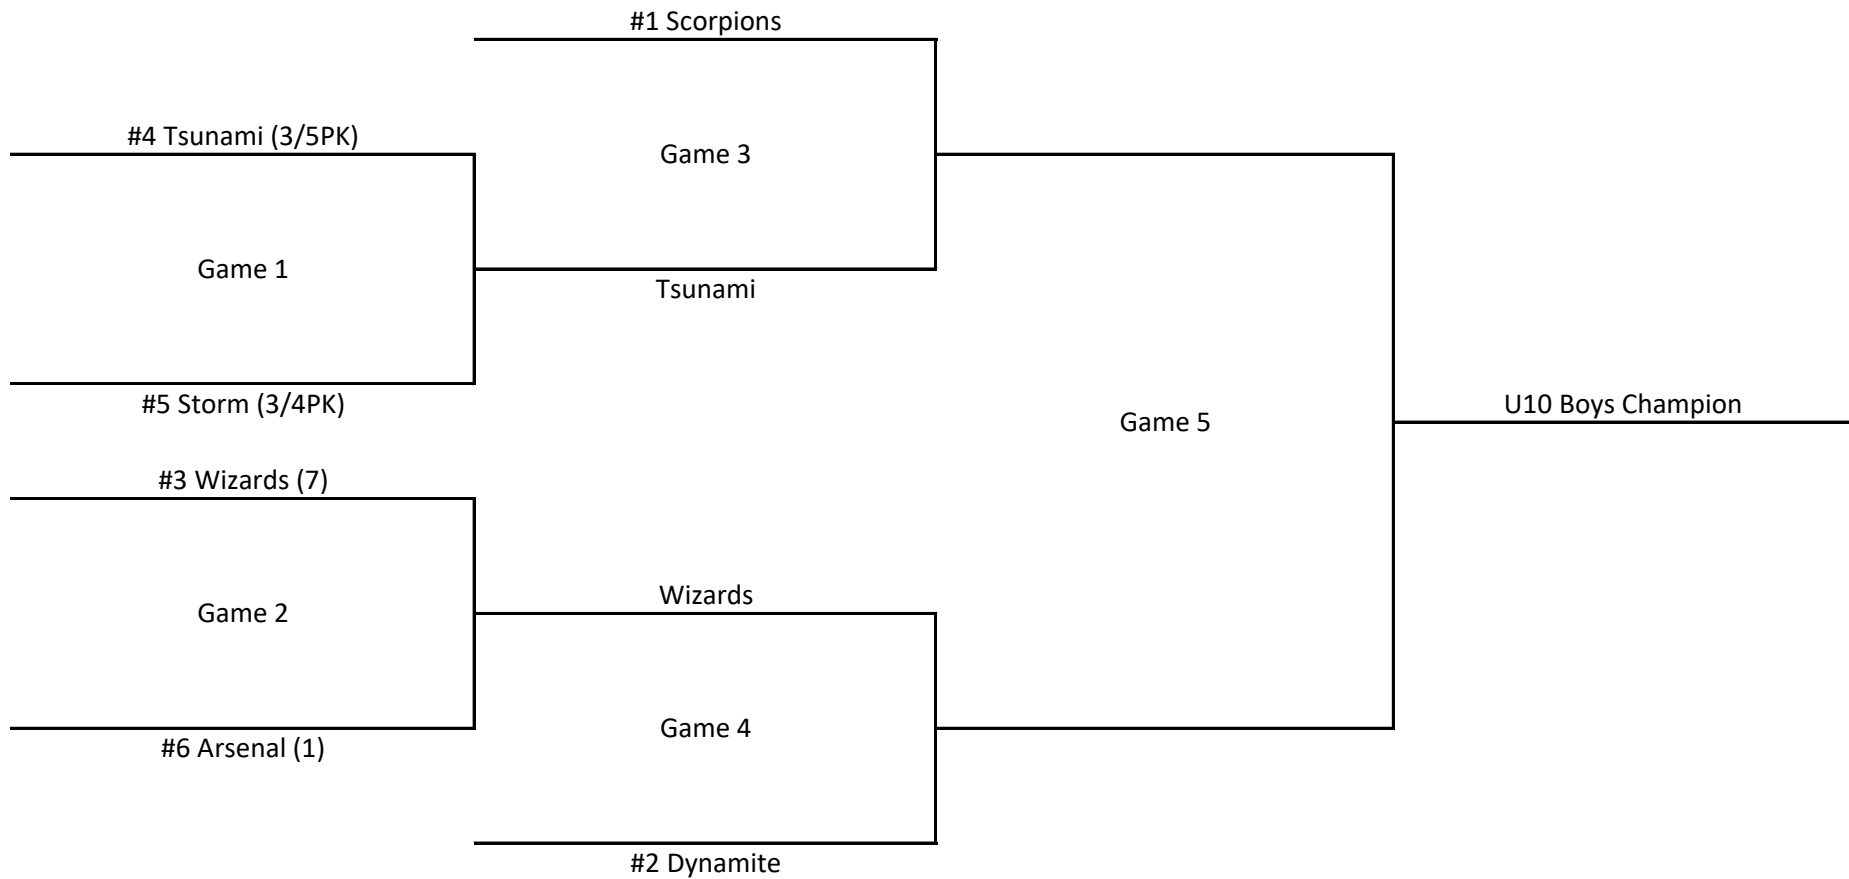 #1 Scorpions
#4 Tsunami (3/5PK)
Game 3
Game 1
Tsunami
#5 Storm (3/4PK)
Game 5
U10 Boys Champion
#3 Wizards (7)
Wizards
Game 2
Game 4
#6 Arsenal (1)
#2 Dynamite